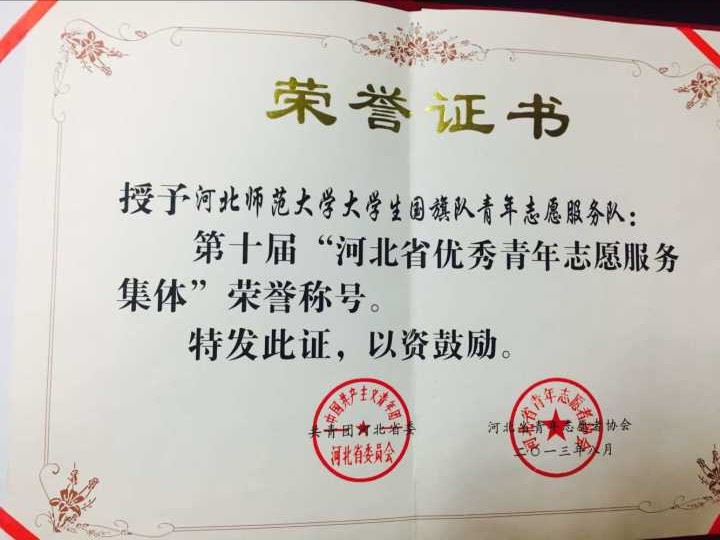 荣誉证书
授予河北师范大学大学生国旗队青年志愿服务队：
第十届“河北省优秀青年志愿服务
集体”荣誉称号。
特发此证，以资鼓励。
共青团河北省委
河北省青年志愿者协会
二〇一三年八月
中国共产主义青年团
河北省委员会
河北省青年志愿者协会